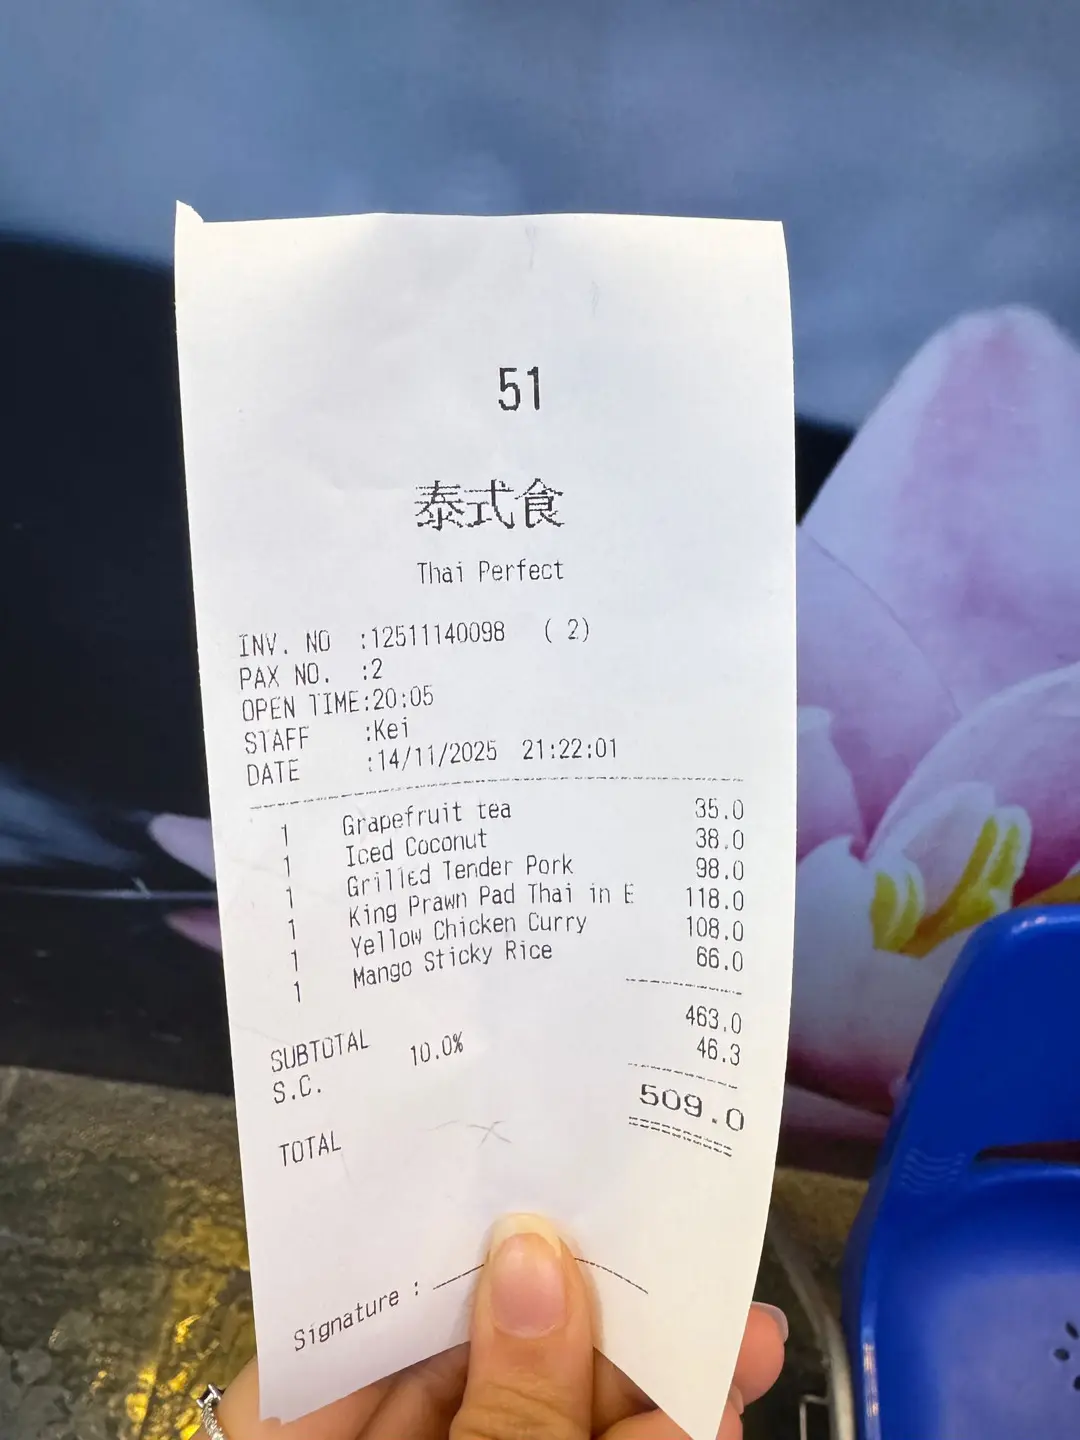 51
泰式食
Thai Perfect
INV. NO :12511140098 ( 2)
PAX NO. :2
OPEN TIME:20:05
STAFF :Kei
DATE :14/11/2025 21:22:01
1 Grapefruit tea 35.0
1 Iced Coconut 38.0
1 Grilled Tender Pork 98.0
1 King Prawn Pad Thai in E 118.0
1 Yellow Chicken Curry 108.0
1 Mango Sticky Rice 66.0
SUBTOTAL 463.0
S.C. 10.0% 46.3
TOTAL 509.0
Signature :